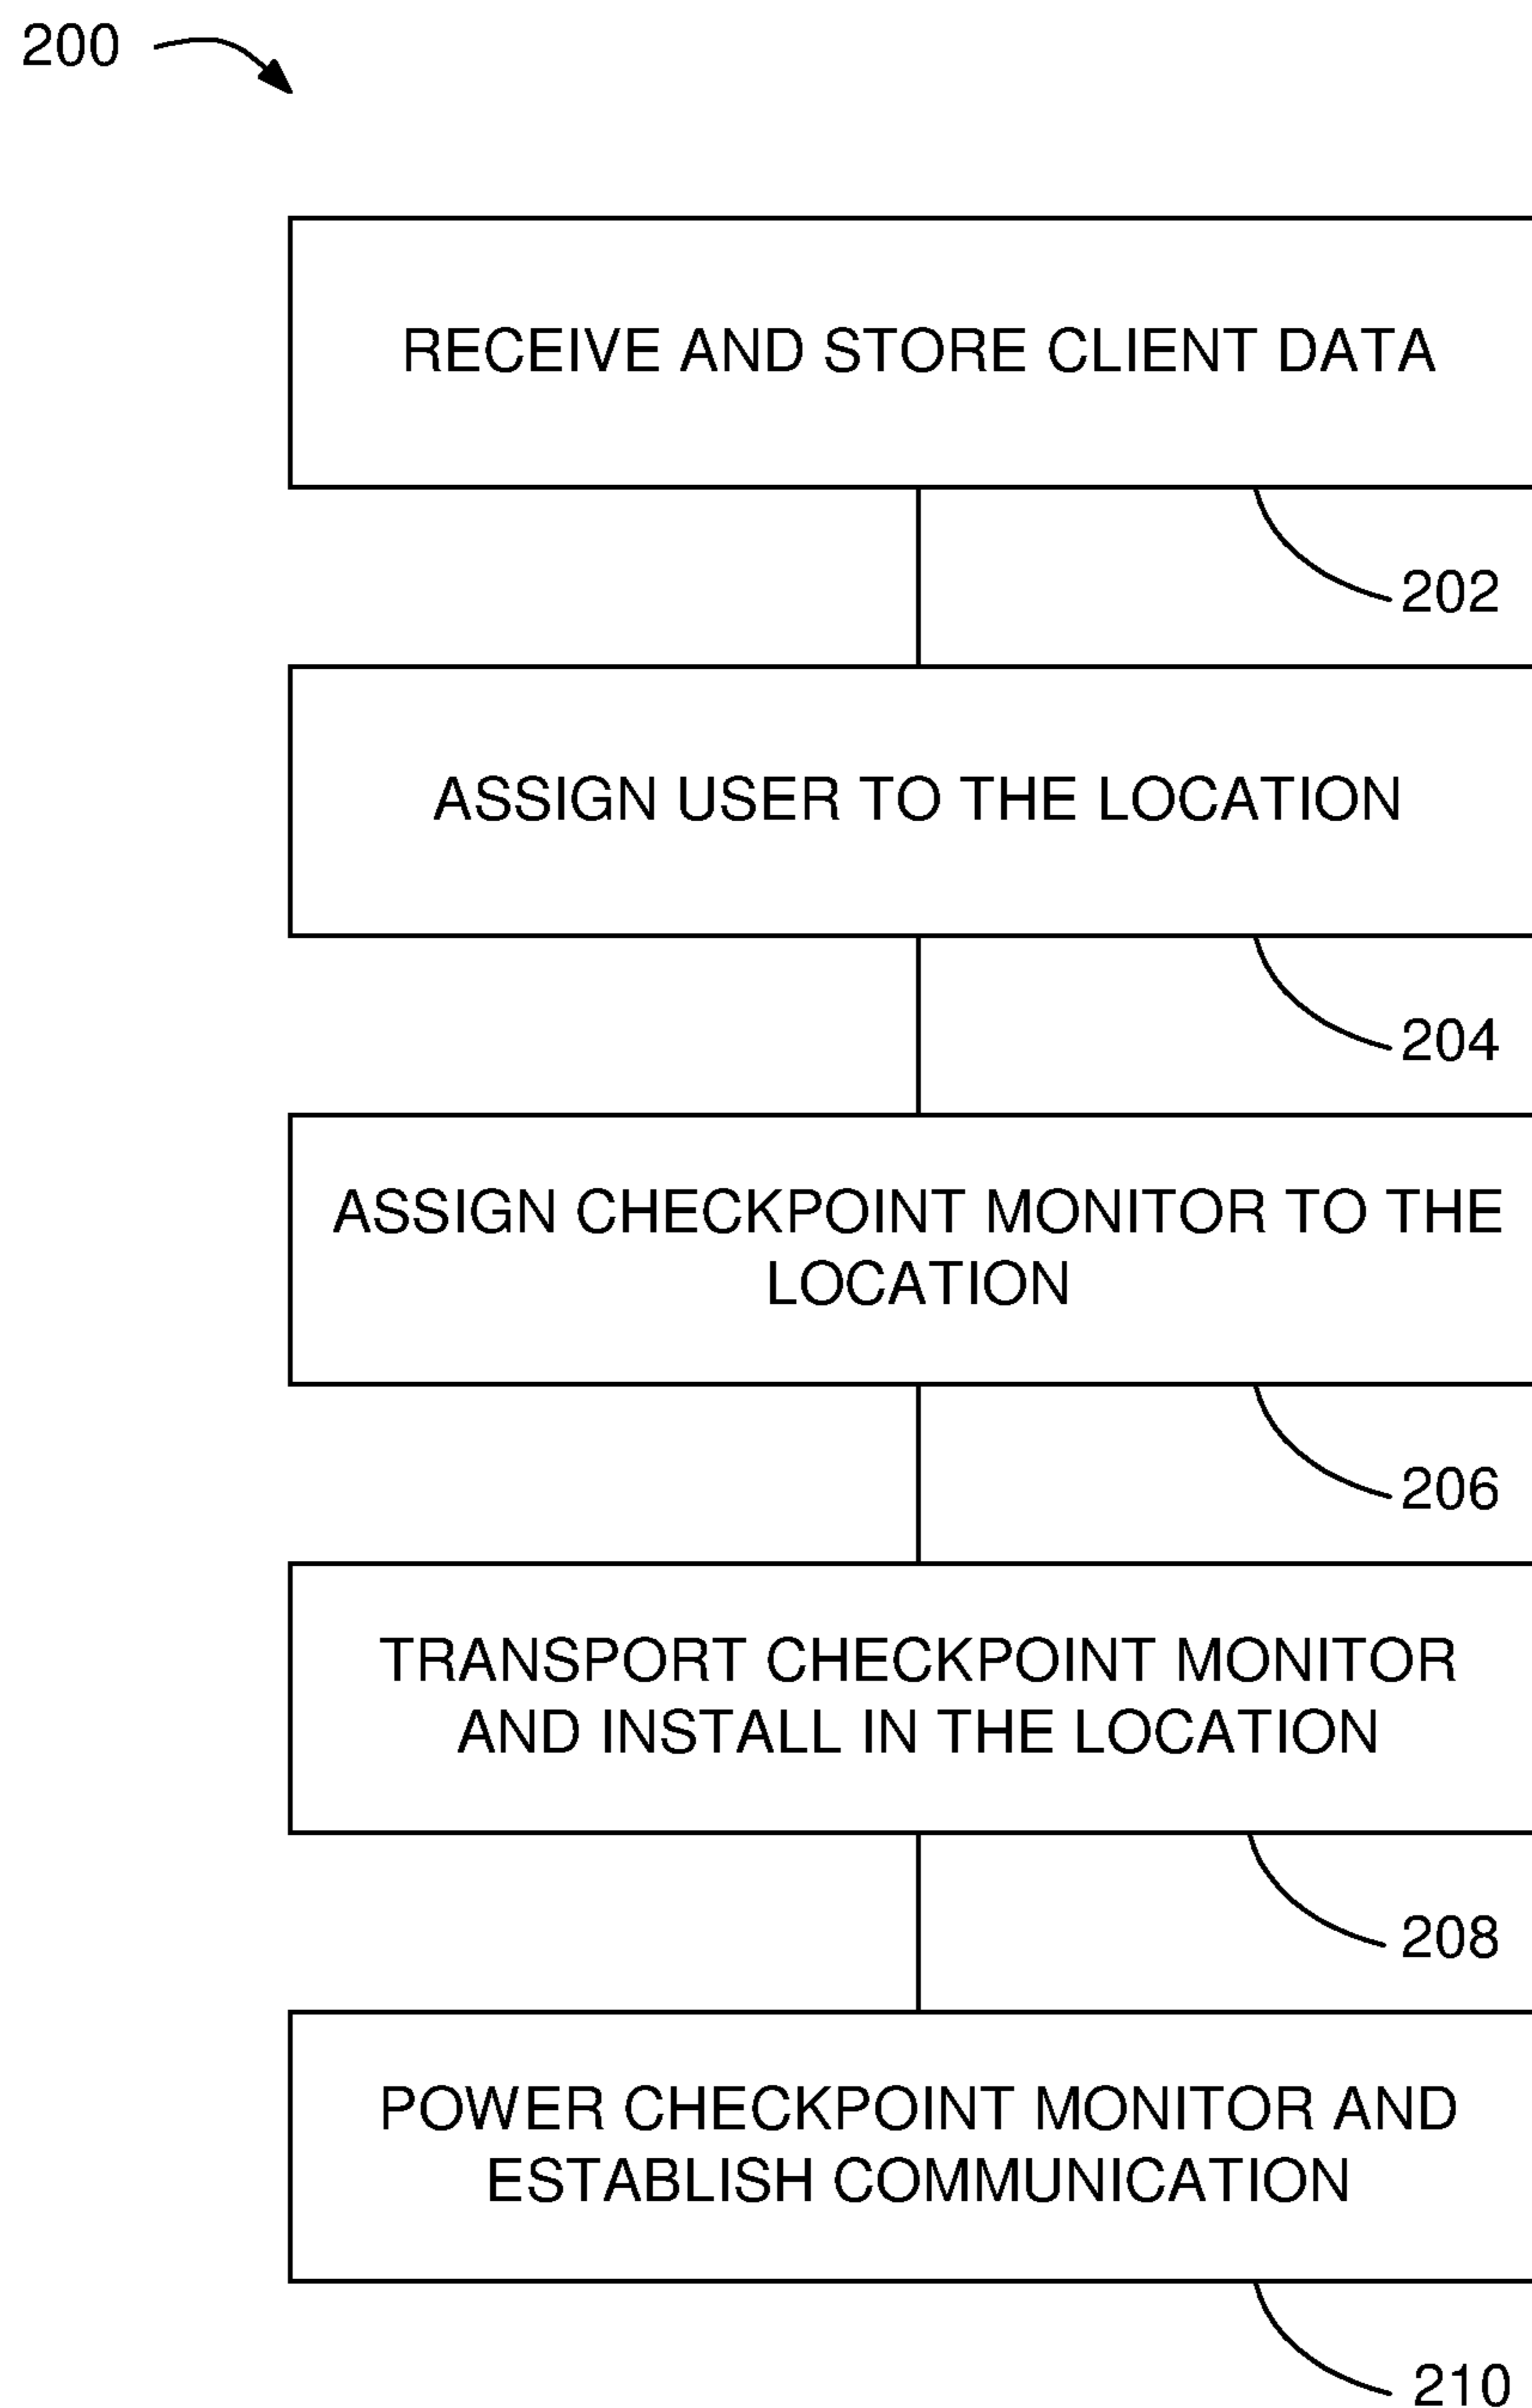 200
RECEIVE AND STORE CLIENT DATA
202
ASSIGN USER TO THE LOCATION
204
ASSIGN CHECKPOINT MONITOR TO THE
LOCATION
206
TRANSPORT CHECKPOINT MONITOR
AND INSTALL IN THE LOCATION
208
POWER CHECKPOINT MONITOR AND
ESTABLISH COMMUNICATION
210